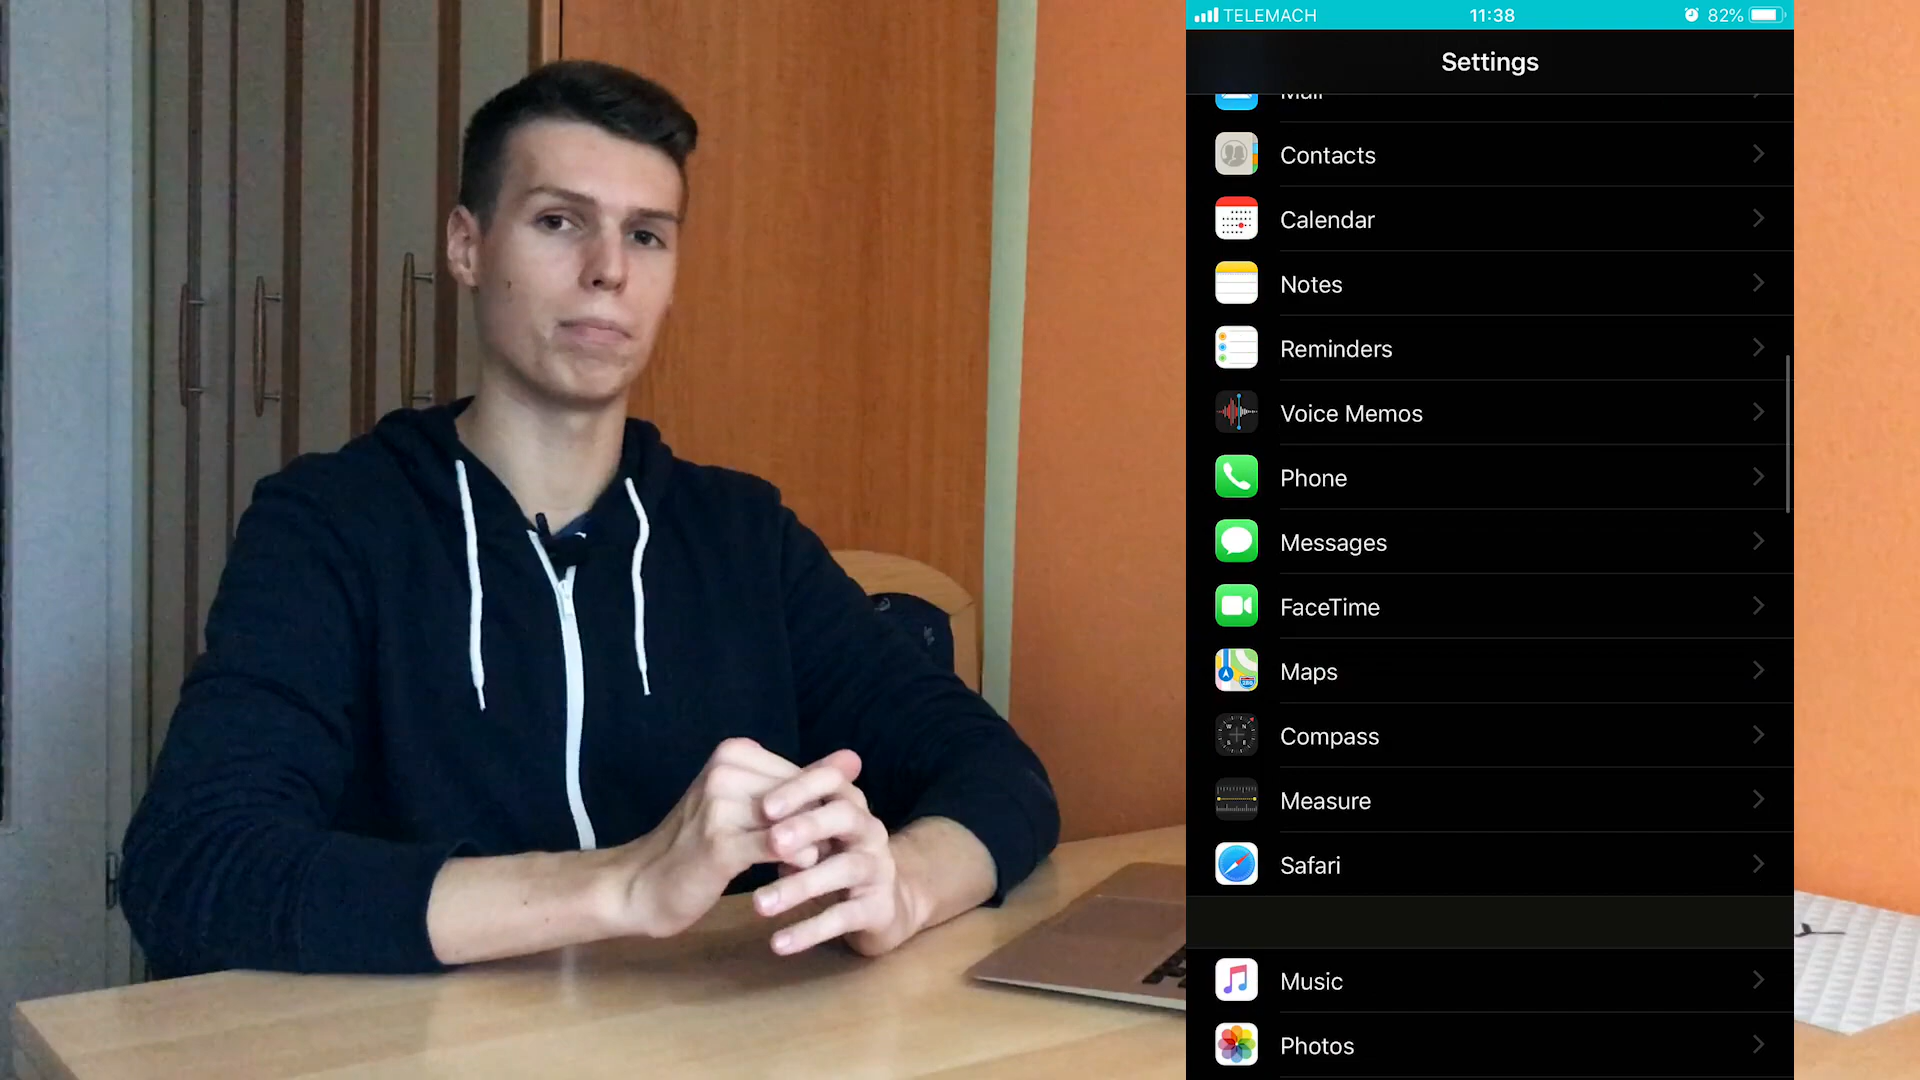 TELEMACH 11:38 82%
Settings
Mail
Contacts
Calendar
Notes
Reminders
Voice Memos
Phone
Messages
FaceTime
Maps
Compass
Measure
Safari
Music
Photos